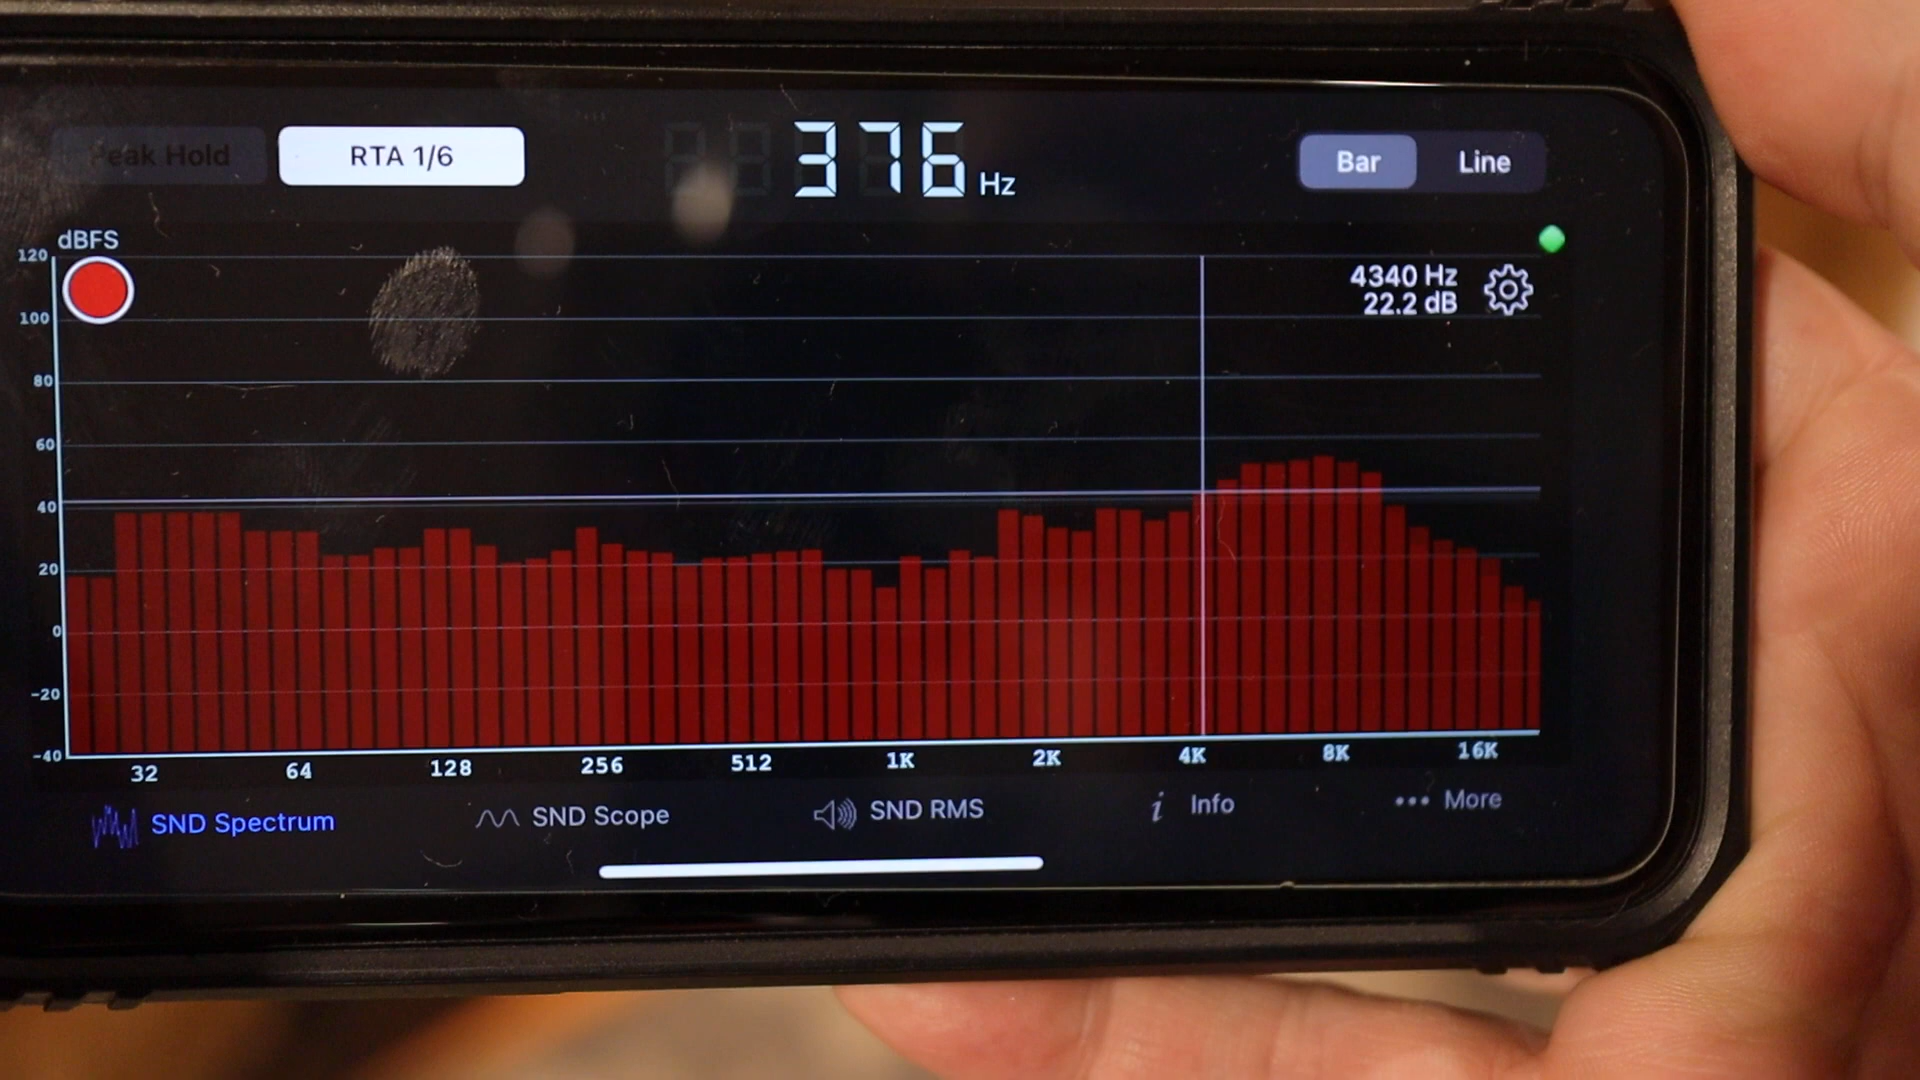 Peak Hold
RTA 1/6
376 Hz
Bar
Line
dBFS
4340 Hz
22.2 dB
120
100
80
60
40
20
0
-20
-40
32 64 128 256 512 1K 2K 4K 8K 16K
SND Spectrum
SND Scope
SND RMS
i Info
More